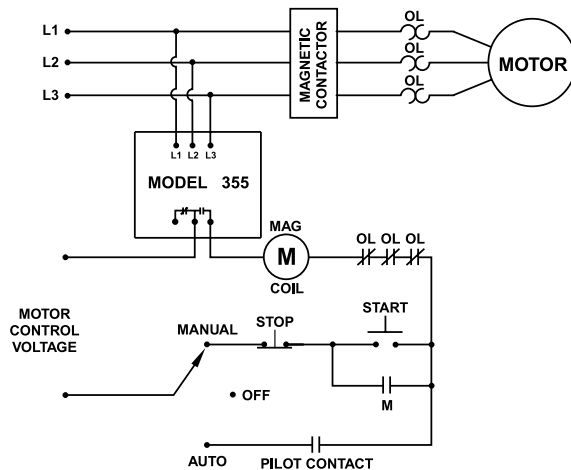 L1
L2
L3
MAGNETIC
CONTACTOR
OL
OL
OL
MOTOR
L1 L2 L3
MODEL 355
MAG
M
COIL
OL OL OL
MOTOR
CONTROL
VOLTAGE
MANUAL
STOP
START
OFF
M
AUTO
PILOT CONTACT